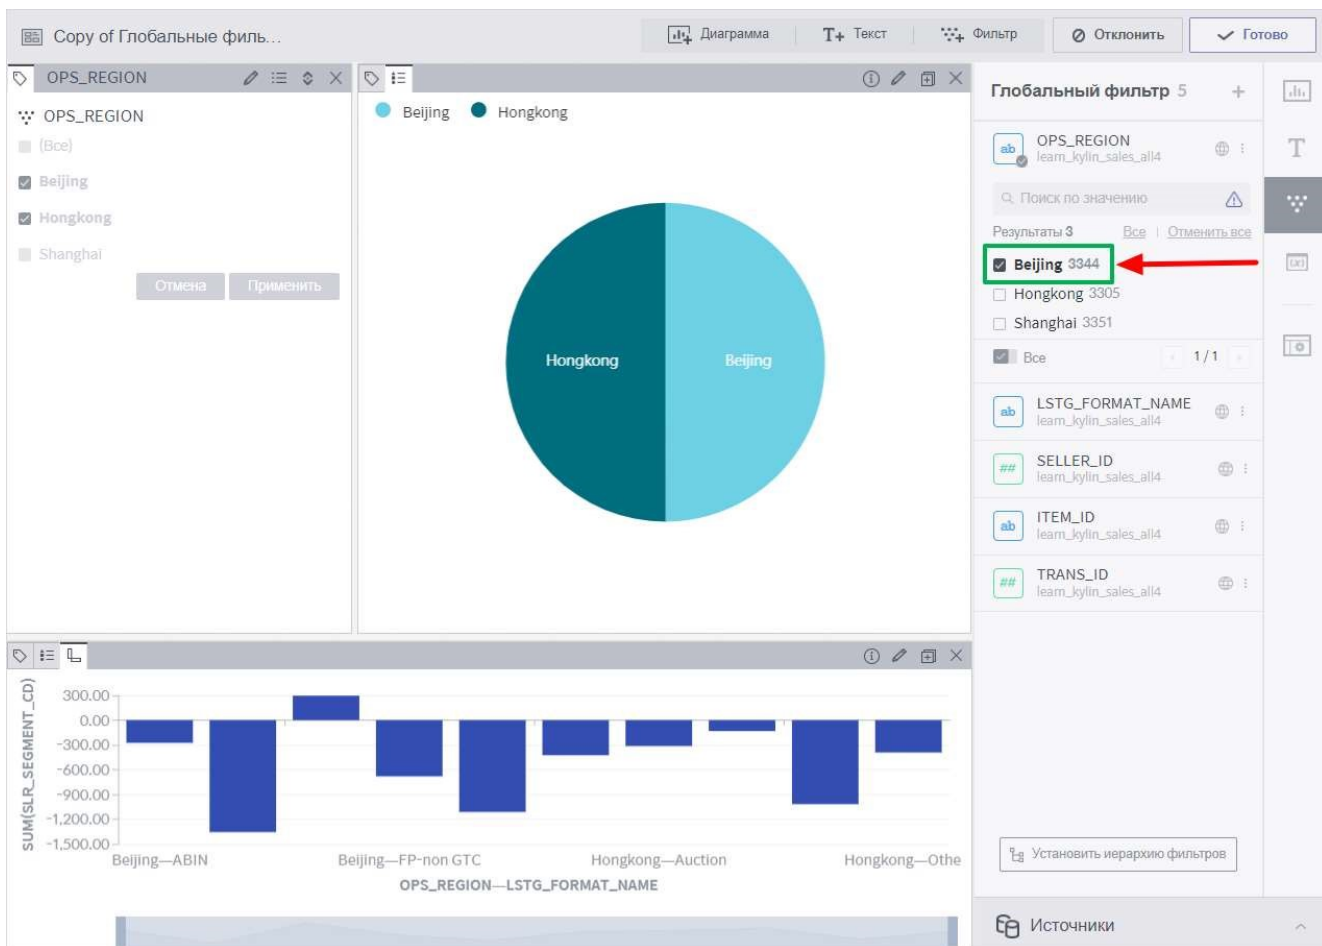 Copy of Глобальные филь...
Диаграмма
T+ Текст
Фильтр
Отклонить
Готово
OPS_REGION
OPS_REGION
(Все)
Beijing
Hongkong
Shanghai
Отмена
Применить
Beijing
Hongkong
Hongkong
Beijing
Глобальный фильтр 5
ab
OPS_REGION
learn_kylin_sales_all4
Поиск по значению
Результаты 3
Все
Отменить все
Beijing 3344
Hongkong 3305
Shanghai 3351
Все
1 / 1
ab
LSTG_FORMAT_NAME
learn_kylin_sales_all4
##
SELLER_ID
learn_kylin_sales_all4
ab
ITEM_ID
learn_kylin_sales_all4
##
TRANS_ID
learn_kylin_sales_all4
Установить иерархию фильтров
Источники
T
(x)
SUM(SLR_SEGMENT_CD)
300.00
0.00
-300.00
-600.00
-900.00
-1,200.00
-1,500.00
Beijing—ABIN
Beijing—FP-non GTC
Hongkong—Auction
Hongkong—Othe
OPS_REGION—LSTG_FORMAT_NAME